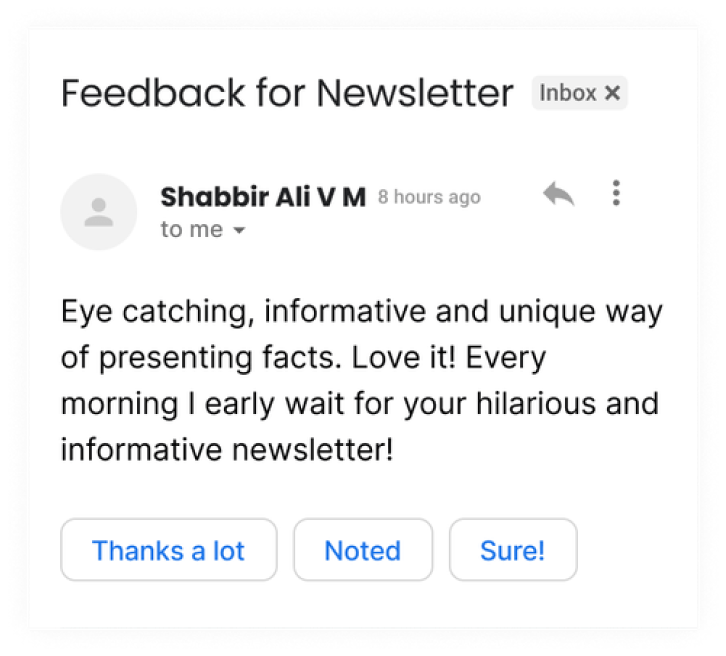 Feedback for Newsletter Inbox ×
Shabbir Ali V M 8 hours ago
to me
Eye catching, informative and unique way
of presenting facts. Love it! Every
morning I early wait for your hilarious and
informative newsletter!
Thanks a lot Noted Sure!